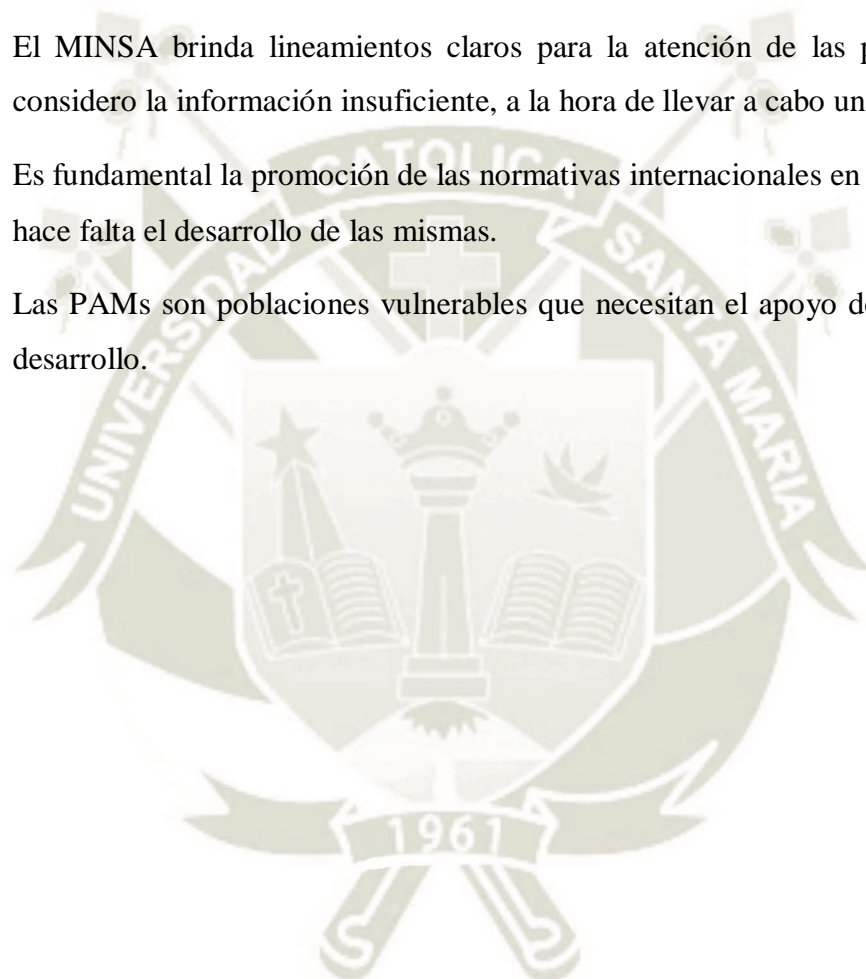 El MINSA brinda lineamientos claros para la atención de las p
considero la información insuficiente, a la hora de llevar a cabo un
Es fundamental la promoción de las normativas internacionales en
hace falta el desarrollo de las mismas.
Las PAMs son poblaciones vulnerables que necesitan el apoyo de
desarrollo.
UNIVERSIDAD CATOLICA SANTA MARIA
1961